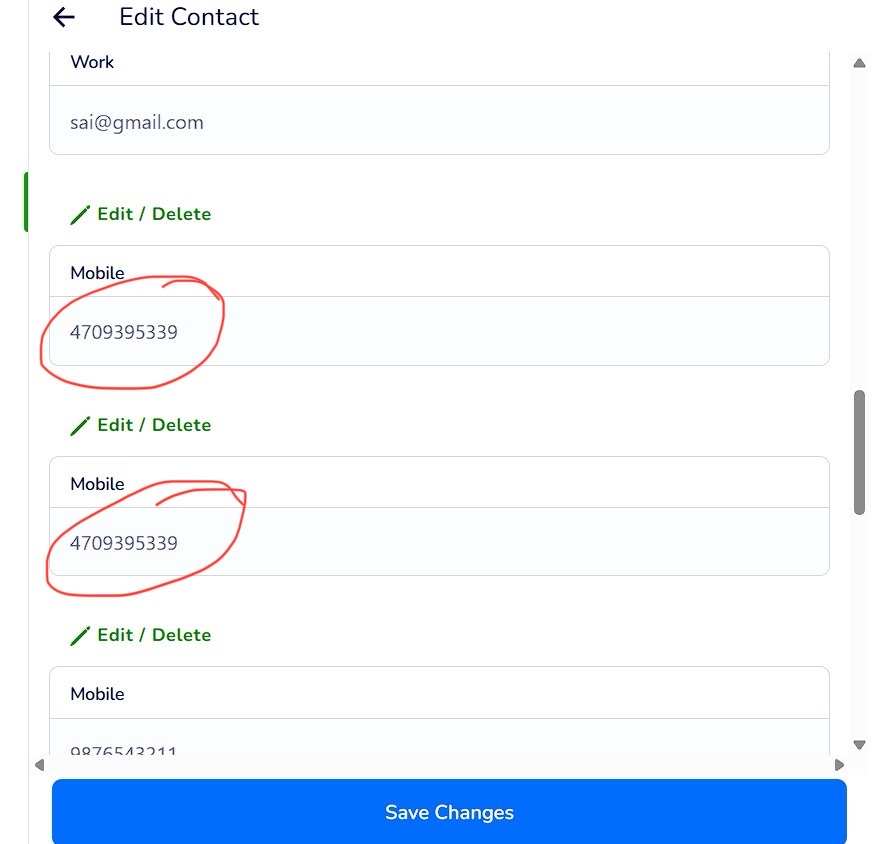 Edit Contact
Work
sai@gmail.com
Edit / Delete
Mobile
4709395339
Edit / Delete
Mobile
4709395339
Edit / Delete
Mobile
9876543211
Save Changes